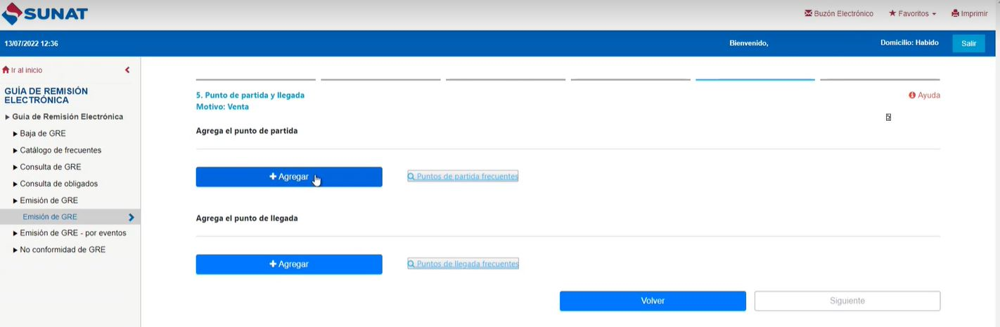 SUNAT
Buzón Electrónico
Favoritos
Imprimir
13/07/2022 12:36
Bienvenido,
Domicilio: Habido
Salir
Ir al inicio
GUÍA DE REMISIÓN
ELECTRÓNICA
Guía de Remisión Electrónica
Baja de GRE
Catálogo de frecuentes
Consulta de GRE
Consulta de obligados
Emisión de GRE
Emisión de GRE
Emisión de GRE - por eventos
No conformidad de GRE
5. Punto de partida y llegada
Motivo: Venta
Ayuda
Agrega el punto de partida
+ Agregar
Puntos de partida frecuentes
Agrega el punto de llegada
+ Agregar
Puntos de llegada frecuentes
Volver
Siguiente